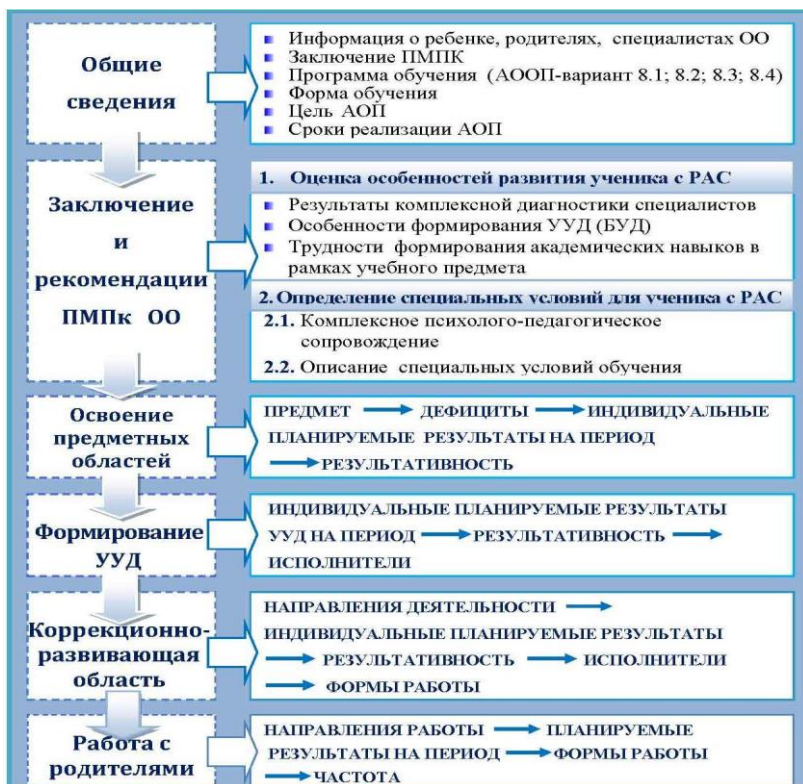 Общие
сведения
Информация о ребенке, родителях, специалистах ОО
Заключение ПМПК
Программа обучения (АООП-вариант 8.1; 8.2; 8.3; 8.4)
Форма обучения
Цель АОП
Сроки реализации АОП
Заключение
и
рекомендации
ПМПк ОО
1. Оценка особенностей развития ученика с РАС
Результаты комплексной диагностики специалистов
Особенности формирования УУД (БУД)
Трудности формирования академических навыков в
рамках учебного предмета
2. Определение специальных условий для ученика с РАС
2.1. Комплексное психолого-педагогическое
сопровождение
2.2. Описание специальных условий обучения
Освоение
предметных
областей
ПРЕДМЕТ → ДЕФИЦИТЫ → ИНДИВИДУАЛЬНЫЕ
ПЛАНИРУЕМЫЕ РЕЗУЛЬТАТЫ НА ПЕРИОД
→ РЕЗУЛЬТАТИВНОСТЬ
Формирование
УУД
ИНДИВИДУАЛЬНЫЕ ПЛАНИРУЕМЫЕ РЕЗУЛЬТАТЫ
УУД НА ПЕРИОД → РЕЗУЛЬТАТИВНОСТЬ →
ИСПОЛНИТЕЛИ
Коррекционно-
развивающая
область
НАПРАВЛЕНИЯ ДЕЯТЕЛЬНОСТИ →
ИНДИВИДУАЛЬНЫЕ ПЛАНИРУЕМЫЕ РЕЗУЛЬТАТЫ
→ РЕЗУЛЬТАТИВНОСТЬ → ИСПОЛНИТЕЛИ
→ ФОРМЫ РАБОТЫ
Работа с
родителями
НАПРАВЛЕНИЯ РАБОТЫ → ПЛАНИРУЕМЫЕ
РЕЗУЛЬТАТЫ НА ПЕРИОД → ФОРМЫ РАБОТЫ
→ ЧАСТОТА